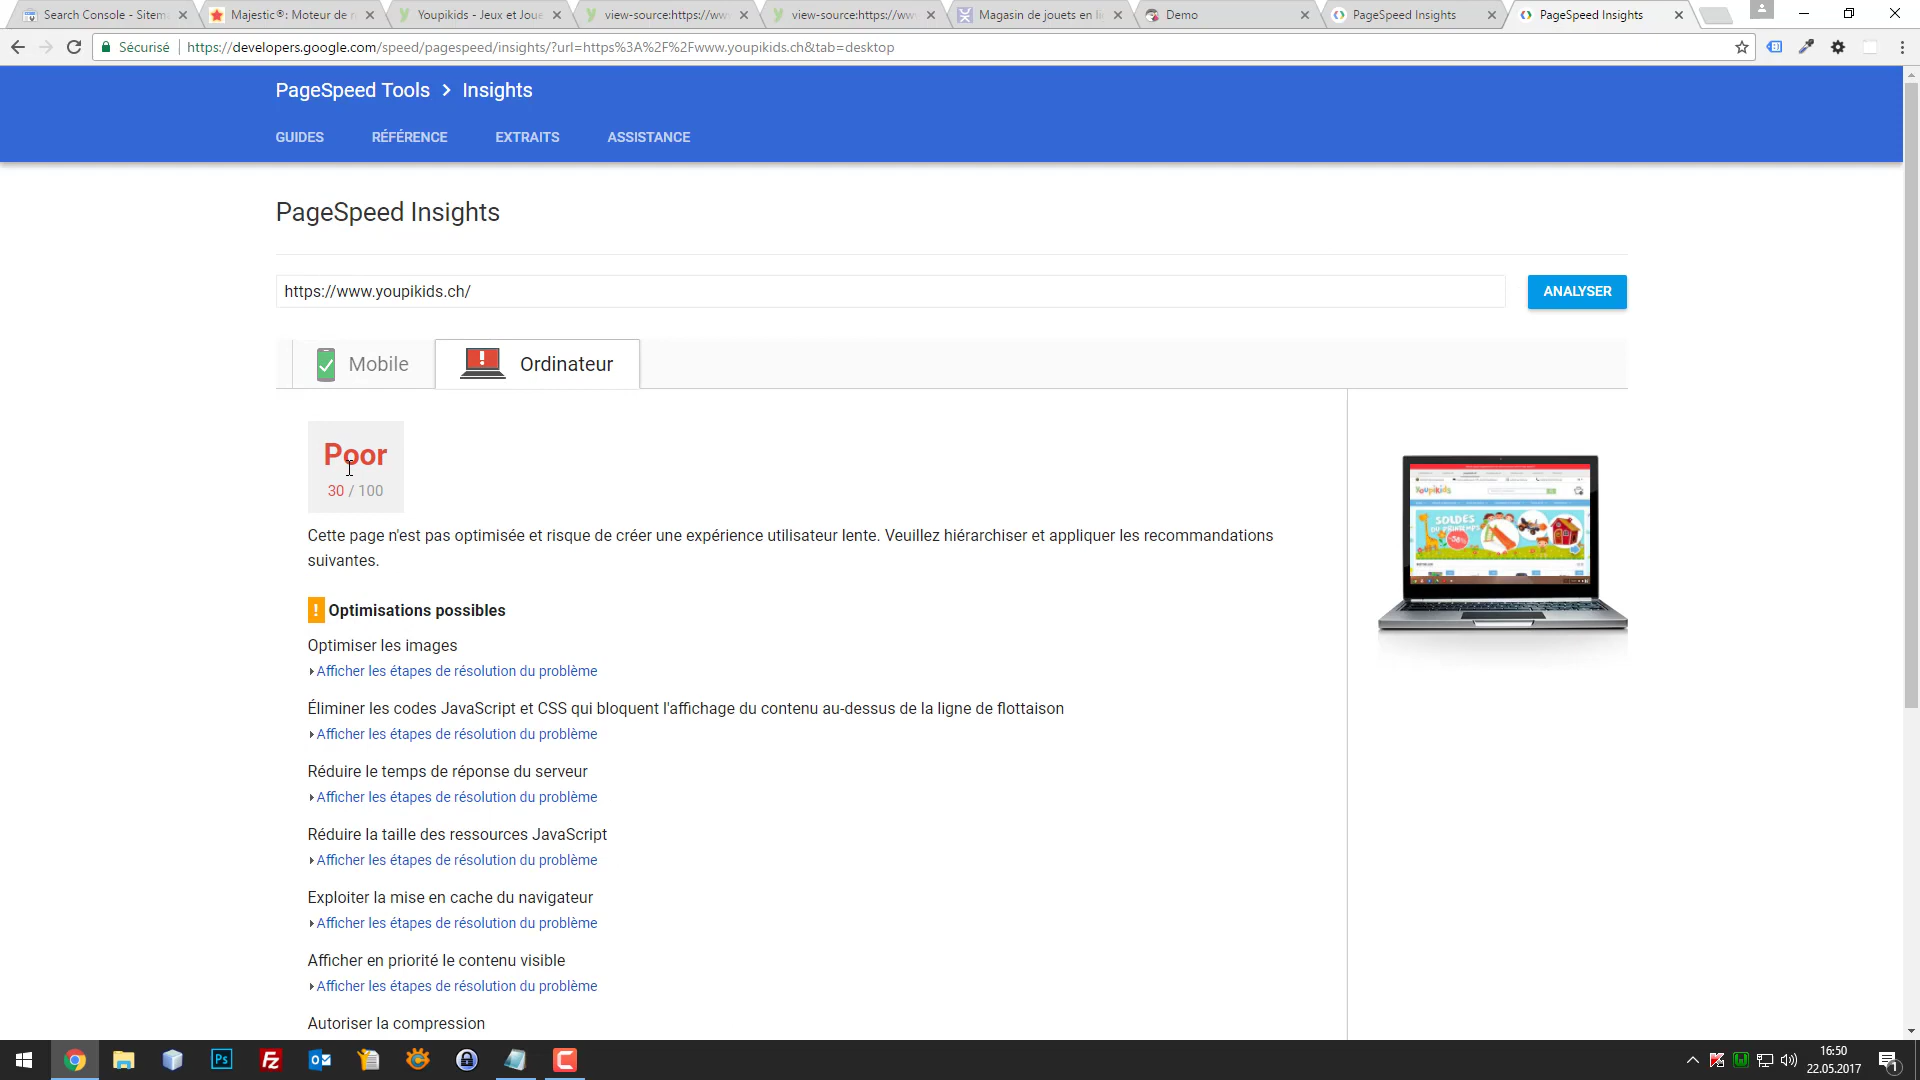 Search Console - Sitem
Majestic®: Moteur de r
Youpikids - Jeux et Joue
view-source:https://ww
view-source:https://ww
Magasin de jouets en li
Demo
PageSpeed Insights
PageSpeed Insights
Sécurisé
https://developers.google.com/speed/pagespeed/insights/?url=https%3A%2F%2Fwww.youpikids.ch&tab=desktop
PageSpeed Tools > Insights
GUIDES RÉFÉRENCE EXTRAITS ASSISTANCE
PageSpeed Insights
https://www.youpikids.ch/
ANALYSER
Mobile
Ordinateur
Poor
30 / 100
Cette page n'est pas optimisée et risque de créer une expérience utilisateur lente. Veuillez hiérarchiser et appliquer les recommandations
suivantes.
Youpikids
SOLDES
DU PRINTEMPS
! Optimisations possibles
Optimiser les images
Afficher les étapes de résolution du problème
Éliminer les codes JavaScript et CSS qui bloquent l'affichage du contenu au-dessus de la ligne de flottaison
Afficher les étapes de résolution du problème
Réduire le temps de réponse du serveur
Afficher les étapes de résolution du problème
Réduire la taille des ressources JavaScript
Afficher les étapes de résolution du problème
Exploiter la mise en cache du navigateur
Afficher les étapes de résolution du problème
Afficher en priorité le contenu visible
Afficher les étapes de résolution du problème
Autoriser la compression
Ps
Fz
16:50
22.05.2017
1